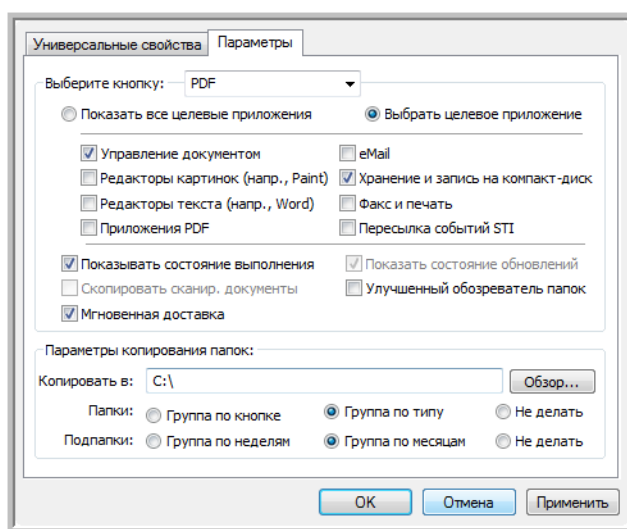 Универсальные свойства Параметры
Выберите кнопку: PDF
Показать все целевые приложения Выбрать целевое приложение
Управление документом eMail
Редакторы картинок (напр., Paint) Хранение и запись на компакт-диск
Редакторы текста (напр., Word) Факс и печать
Приложения PDF Пересылка событий STI
Показывать состояние выполнения Показать состояние обновлений
Скопировать сканир. документы Улучшенный обозреватель папок
Мгновенная доставка
Параметры копирования папок:
Копировать в: C:\ Обзор...
Папки: Группа по кнопке Группа по типу Не делать
Подпапки: Группа по неделям Группа по месяцам Не делать
OK Отмена Применить